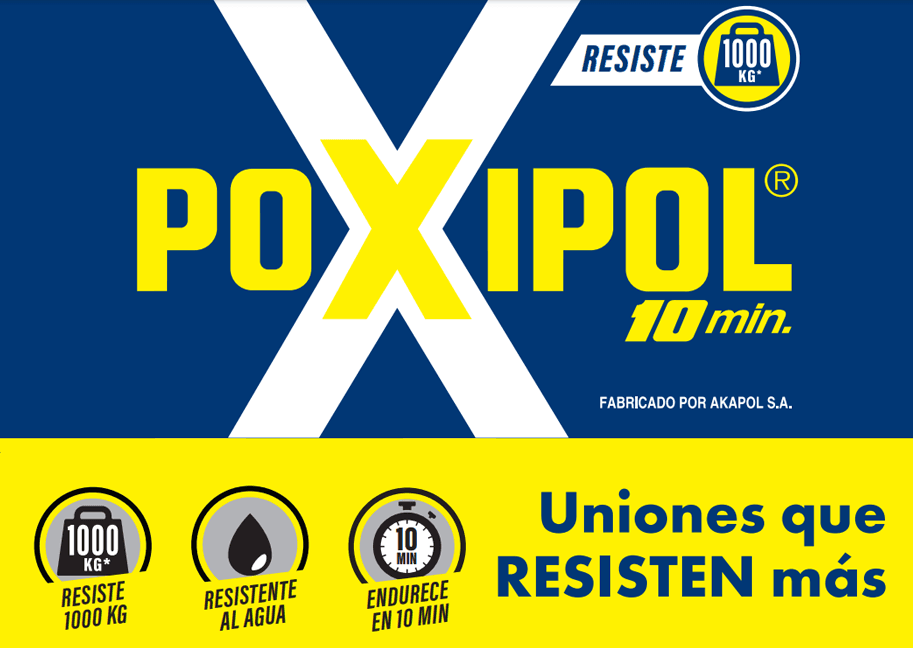 RESISTE
1000
KG*
POXIPOL®
10 min.
FABRICADO POR AKAPOL S.A.
1000
KG*
RESISTE
1000 KG
RESISTENTE
AL AGUA
10
MIN
ENDURECE
EN 10 MIN
Uniones que
RESISTEN más